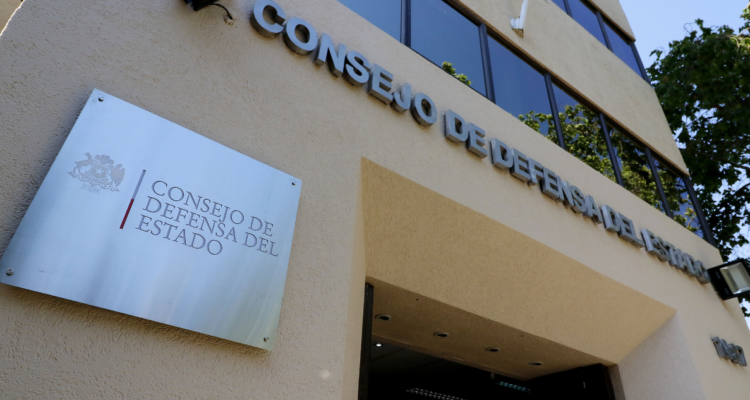 CONSEJO DE DEFENSA DEL ESTADO
CONSEJO DE
DEFENSA DEL
ESTADO